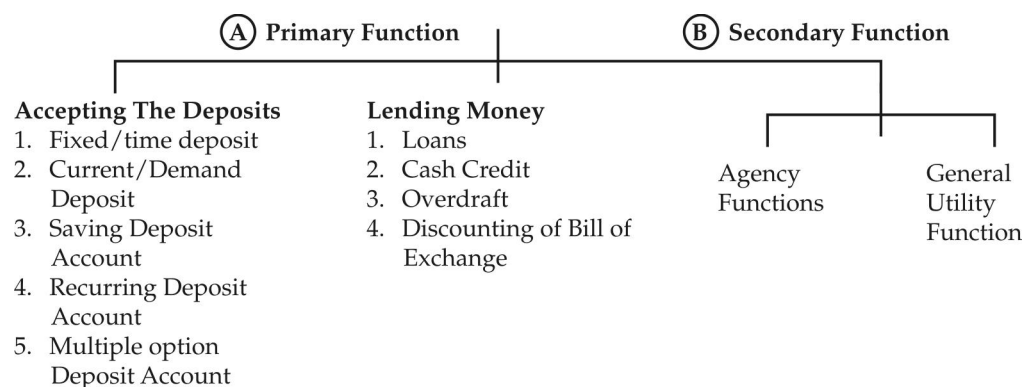 A Primary Function
B Secondary Function
Accepting The Deposits
1. Fixed/time deposit
2. Current/Demand
Deposit
3. Saving Deposit
Account
4. Recurring Deposit
Account
5. Multiple option
Deposit Account
Lending Money
1. Loans
2. Cash Credit
3. Overdraft
4. Discounting of Bill of
Exchange
Agency
Functions
General
Utility
Function